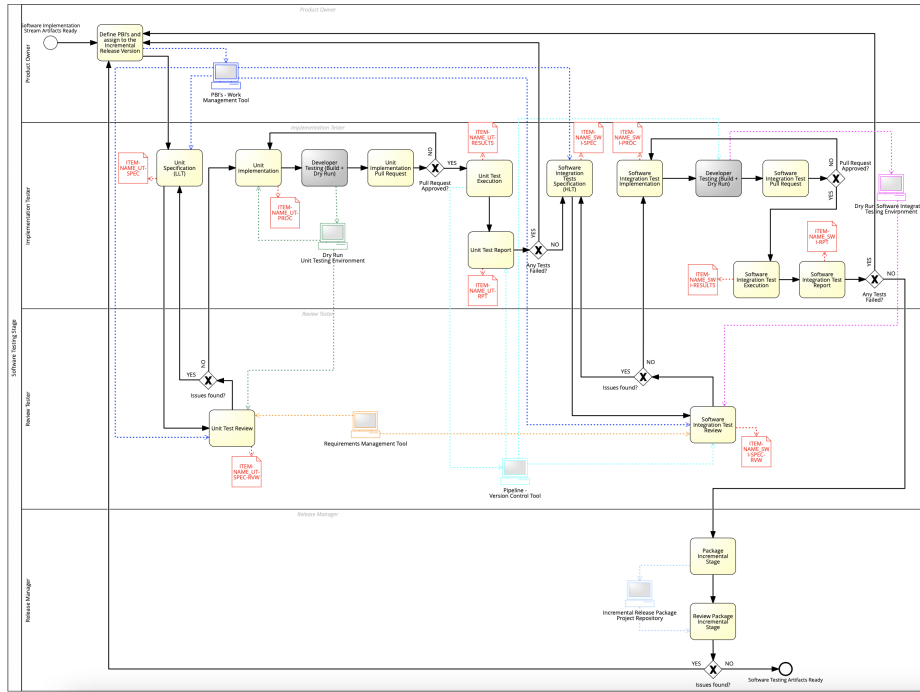 Product Owner
Software Implementation
Stream Artifacts Ready
Define PBI's and
assign to the
Incremental
Release Version
Product Owner
PBI's - Work
Management Tool
Software Testing Stage
Implementation Tester
Implementation Tester
ITEM-
NAME_UT-
SPEC
Unit
Specification
(LLT)
Unit
Implementation
Developer
Testing (Build +
Dry Run)
Unit
Implementation
Pull Request
NO
YES
Pull Request
Approved?
ITEM-
NAME_UT-
PROC
Dry Run
Unit Testing Environment
ITEM-
NAME_UT-
RESULTS
Unit Test
Execution
Unit Test Report
ITEM-
NAME_UT-
RPT
YES
NO
Any Tests
Failed?
ITEM-
NAME_SW
I-SPEC
ITEM-
NAME_SW
I-PROC
Software
Integration
Tests
Specification
(HLT)
Software
Integration Test
Implementation
Developer
Testing (Build +
Dry Run)
Software
Integration Test
Pull Request
NO
Pull Request
Approved?
YES
Dry Run Software Integrat
Testing Environment
ITEM-
NAME_SW
I-RPT
ITEM-
NAME_SW
I-RESULTS
Software
Integration Test
Execution
Software
Integration Test
Report
YES
NO
Any Tests
Failed?
Review Tester
Review Tester
YES
NO
Issues found?
Unit Test Review
ITEM-
NAME_UT-
SPEC-RVW
Requirements Management Tool
Pipeline -
Version Control Tool
YES
NO
Issues found?
Software
Integration Test
Review
ITEM-
NAME_SW
I-SPEC-
RVW
Release Manager
Release Manager
Package
Incremental
Stage
Incremental Release Package
Project Repository
Review Package
Incremental
Stage
YES
NO
Issues found?
Software Testing Artifacts Ready